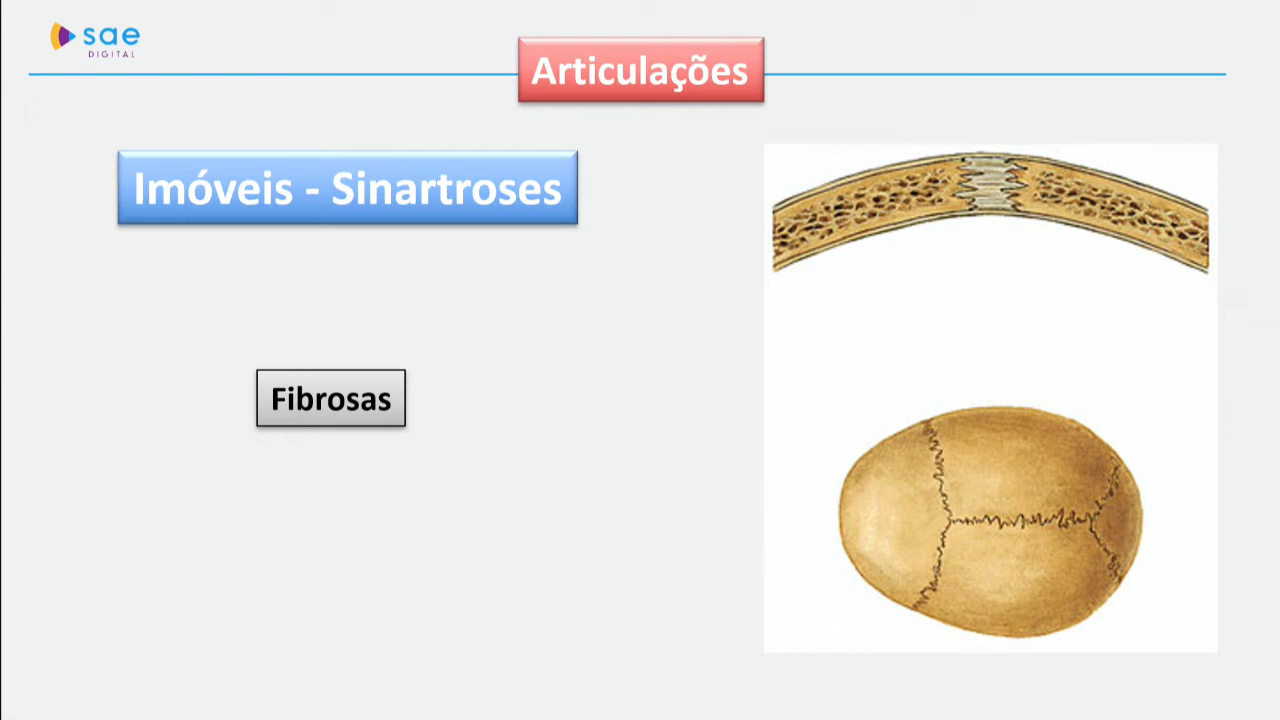 sae
DIGITAL
Articulações
Imóveis - Sinartroses
Fibrosas